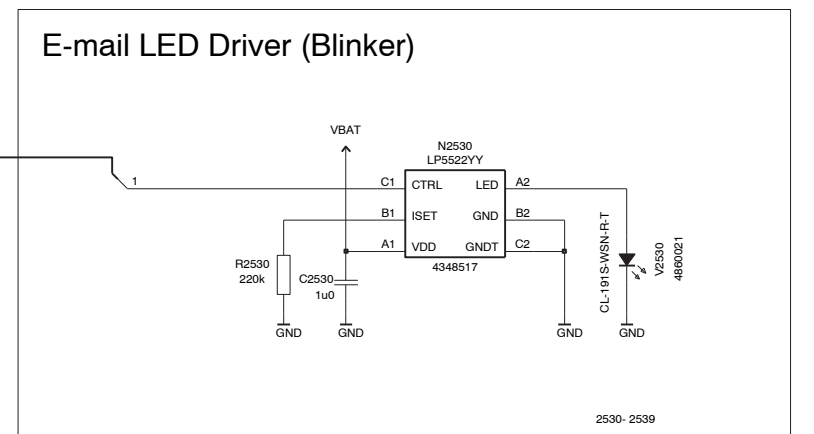 E-mail LED Driver (Blinker)
VBAT
N2530
LP5522YY
1
C1
CTRL
LED
A2
B1
ISET
GND
B2
A1
VDD
GNDT
C2
4348517
R2530
220k
C2530
1u0
CL-191S-WSN-R-T
V2530
4860021
GND
GND
GND
GND
2530- 2539